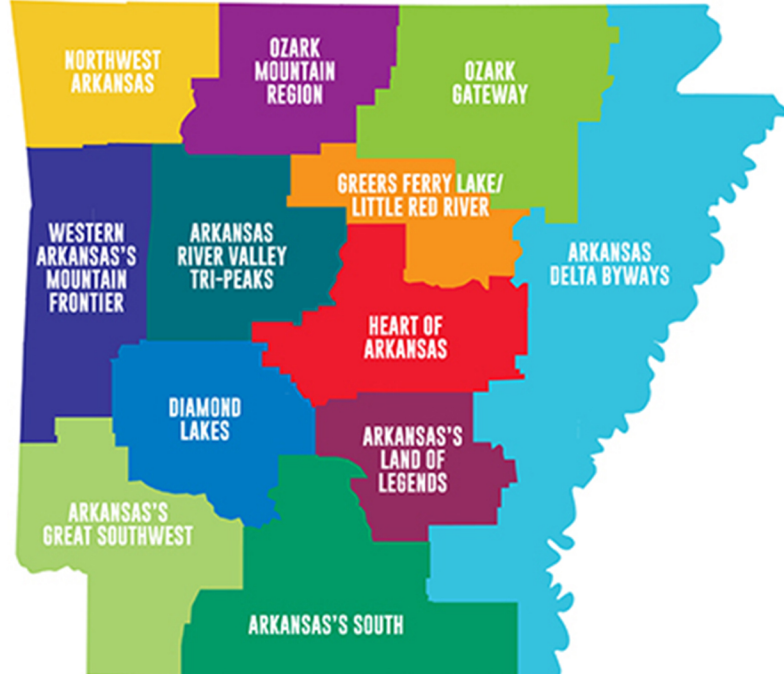 NORTHWEST
ARKANSAS
OZARK
MOUNTAIN
REGION
OZARK
GATEWAY
GREERS FERRY LAKE/
LITTLE RED RIVER
WESTERN
ARKANSAS'S
MOUNTAIN
FRONTIER
ARKANSAS
RIVER VALLEY
TRI-PEAKS
ARKANSAS
DELTA BYWAYS
HEART OF
ARKANSAS
DIAMOND
LAKES
ARKANSAS'S
LAND OF
LEGENDS
ARKANSAS'S
GREAT SOUTHWEST
ARKANSAS'S SOUTH